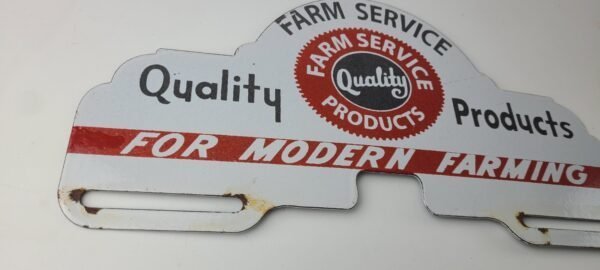 FARM SERVICE
FARM SERVICE
Quality
PRODUCTS
Quality Products
FOR MODERN FARMING